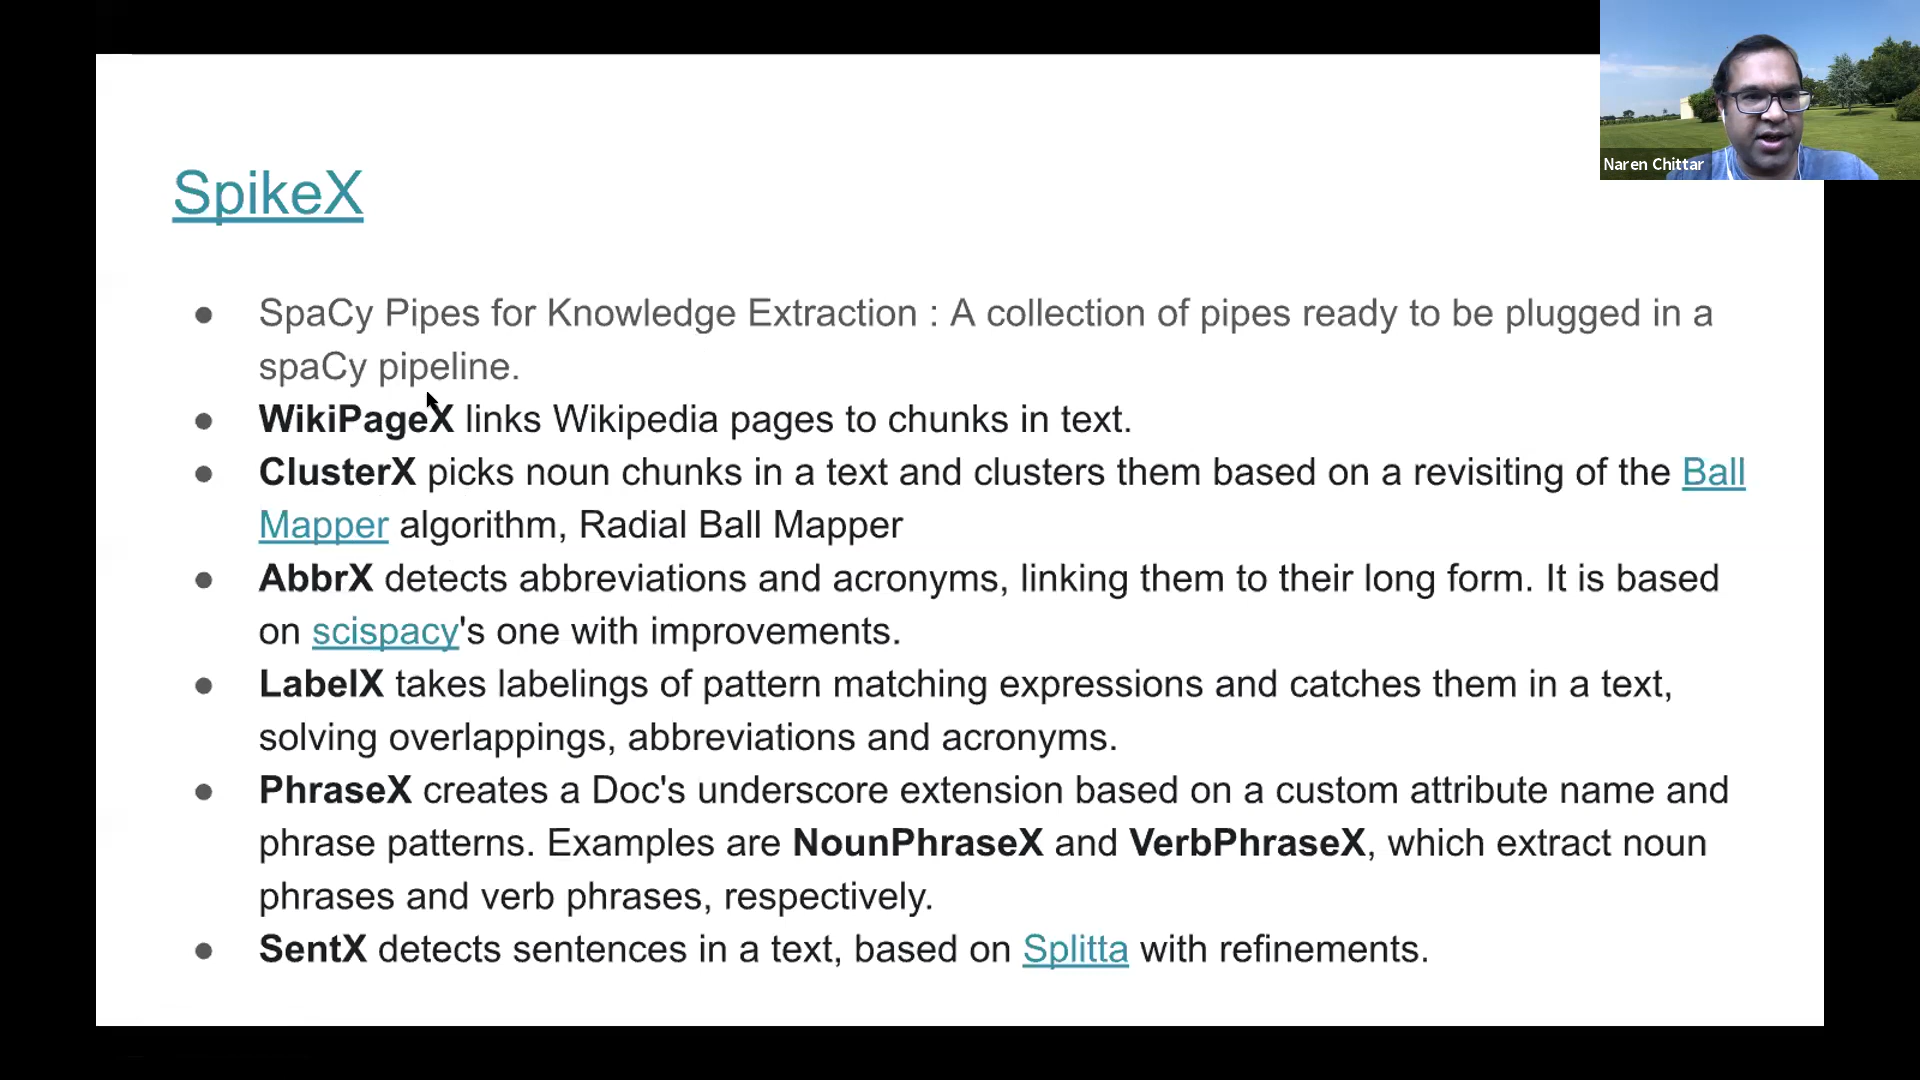 Naren Chittar
SpikeX
● SpaCy Pipes for Knowledge Extraction : A collection of pipes ready to be plugged in a
spaCy pipeline.
● WikiPageX links Wikipedia pages to chunks in text.
● ClusterX picks noun chunks in a text and clusters them based on a revisiting of the Ball
Mapper algorithm, Radial Ball Mapper
● AbbrX detects abbreviations and acronyms, linking them to their long form. It is based
on scispacy's one with improvements.
● LabelX takes labelings of pattern matching expressions and catches them in a text,
solving overlappings, abbreviations and acronyms.
● PhraseX creates a Doc's underscore extension based on a custom attribute name and
phrase patterns. Examples are NounPhraseX and VerbPhraseX, which extract noun
phrases and verb phrases, respectively.
● SentX detects sentences in a text, based on Splitta with refinements.